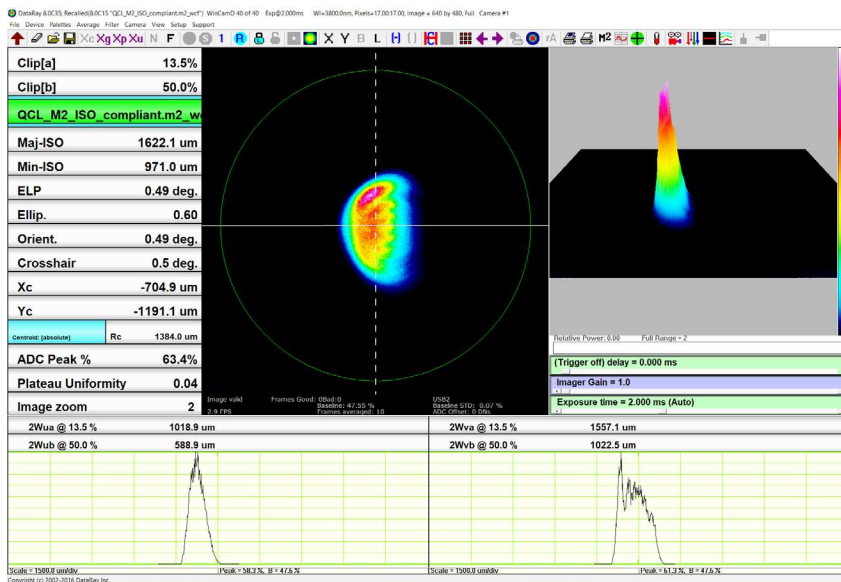 DataRay 8.0C35; Recalled(8.0C15 "QCL_M2_ISO_compliant.m2_wcf") WinCamD 40 of 40 Exp@2.000ms Wl=3800.0nm, Pixels=17.00:17.00, image = 640 by 480, Full Camera #1
File Device Palettes Average Filter Camera View Setup Support
Xc Xg Xp Xu N F S 1 R X Y B L rA M2
Clip[a] 13.5%
Clip[b] 50.0%
QCL_M2_ISO_compliant.m2_w
Maj-ISO 1622.1 um
Min-ISO 971.0 um
ELP 0.49 deg.
Ellip. 0.60
Orient. 0.49 deg.
Crosshair 0.5 deg.
Xc -704.9 um
Yc -1191.1 um
Centroid: [absolute] Rc 1384.0 um
ADC Peak % 63.4%
Plateau Uniformity 0.04
Image zoom 2
Image valid Frames Good: 0Bad:0 USB2
Baseline: 47.55 % Baseline STD: 0.07 %
2.9 FPS Frames averaged: 10 ADC Offset: 0 DNs
Relative Power: 0.00 Full Range = 2
(Trigger off) delay = 0.000 ms
Imager Gain = 1.0
Exposure time = 2.000 ms (Auto)
2Wua @ 13.5 % 1018.9 um 2Wva @ 13.5 % 1557.1 um
2Wub @ 50.0 % 588.9 um 2Wvb @ 50.0 % 1022.5 um
Scale = 1500.0 um/div Peak = 58.3 %, B = 47.6 % Scale = 1500.0 um/div Peak = 61.3 %, B = 47.6 %
Copyright (c) 2002-2016 DataRay Inc.